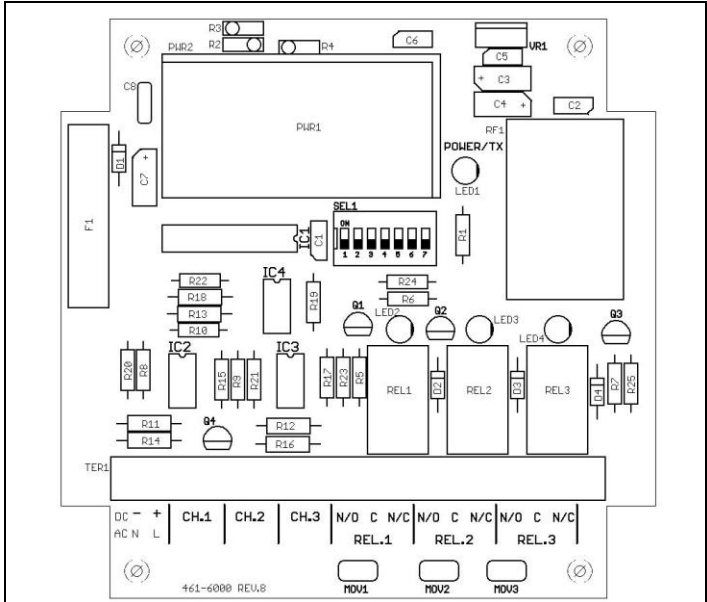 R3
PWR2 R2 R4 C6 VR1
C5
C3
+
C8 C4 +
C2
PWR1 RF1
POWER/TX
D1
+
C7 LED1
F1
SEL1
ON
IC1 C1 R1
1 2 3 4 5 6 7
IC4
R22 R24
R18 R19 R6
R13 Q1 Q2 Q3
R10 LED2 LED3 LED4
IC2 IC3
R20 R8 R15 R9 R21 R17 R23 R5 REL1 D2 REL2 D3 REL3 D4 R7 R25
R11 Q4 R12
R14 R16
TER1
DC - + CH.1 CH.2 CH.3 N/O C N/C N/O C N/C N/O C N/C
AC N L REL.1 REL.2 REL.3
461-6000 REV.8 MOV1 MOV2 MOV3